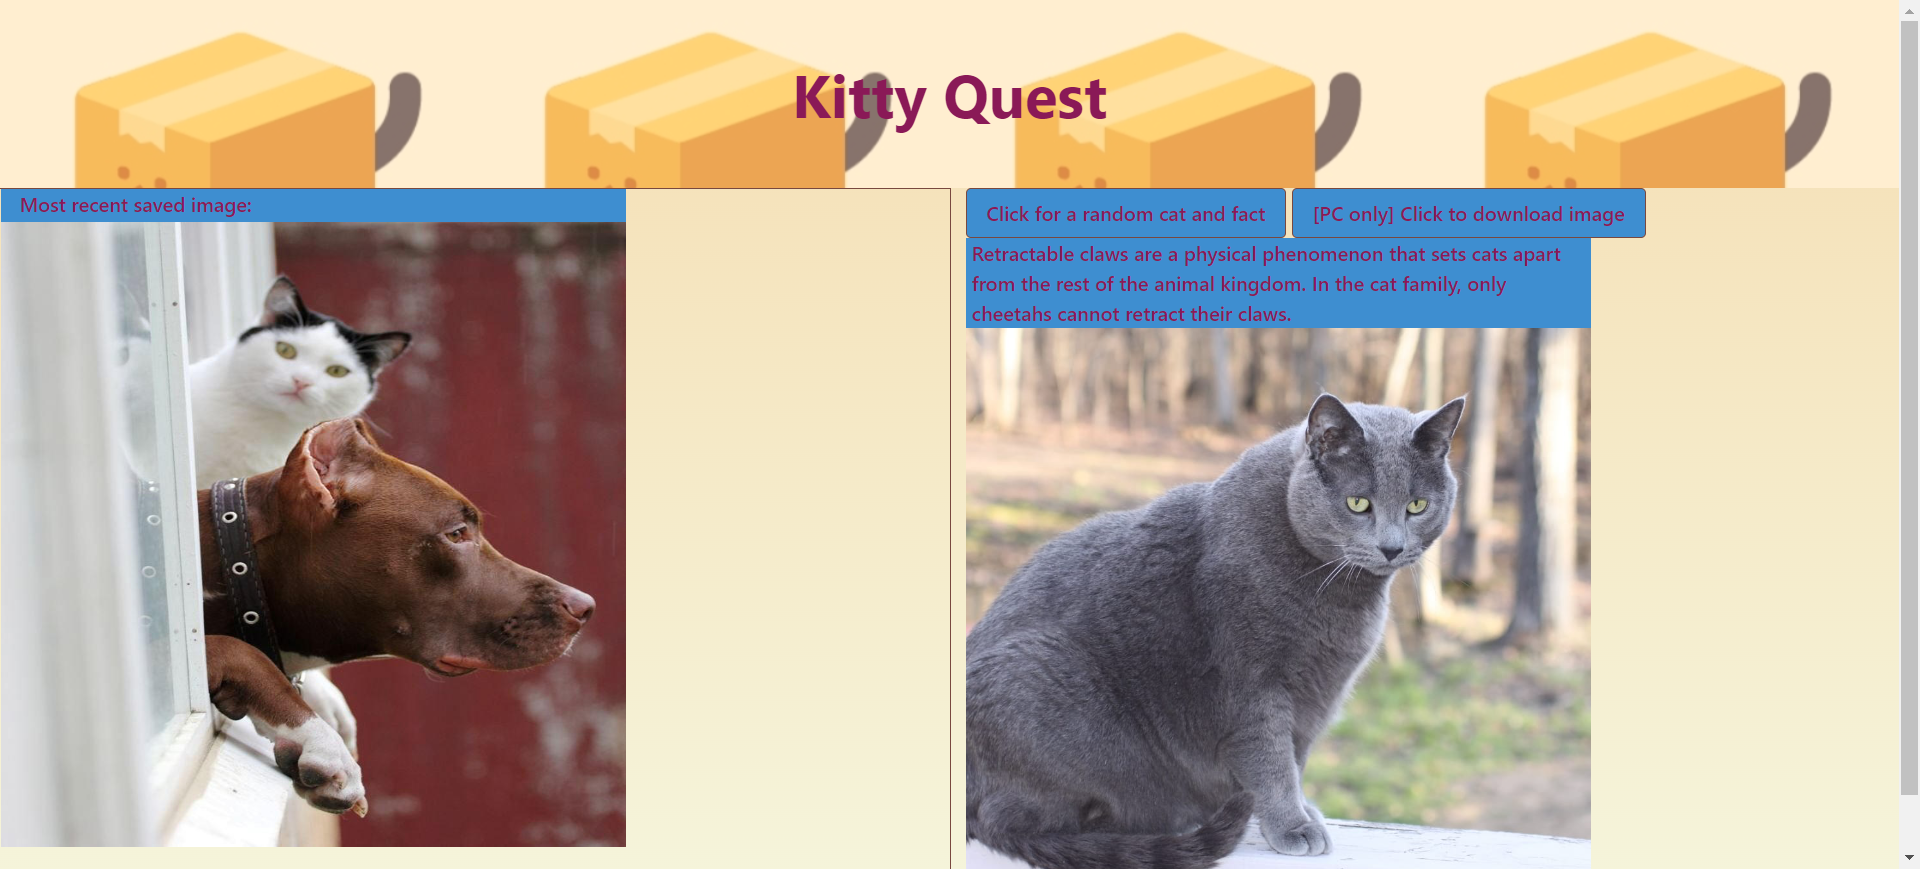 Kitty Quest
Most recent saved image:
Click for a random cat and fact
[PC only] Click to download image
Retractable claws are a physical phenomenon that sets cats apart
from the rest of the animal kingdom. In the cat family, only
cheetahs cannot retract their claws.